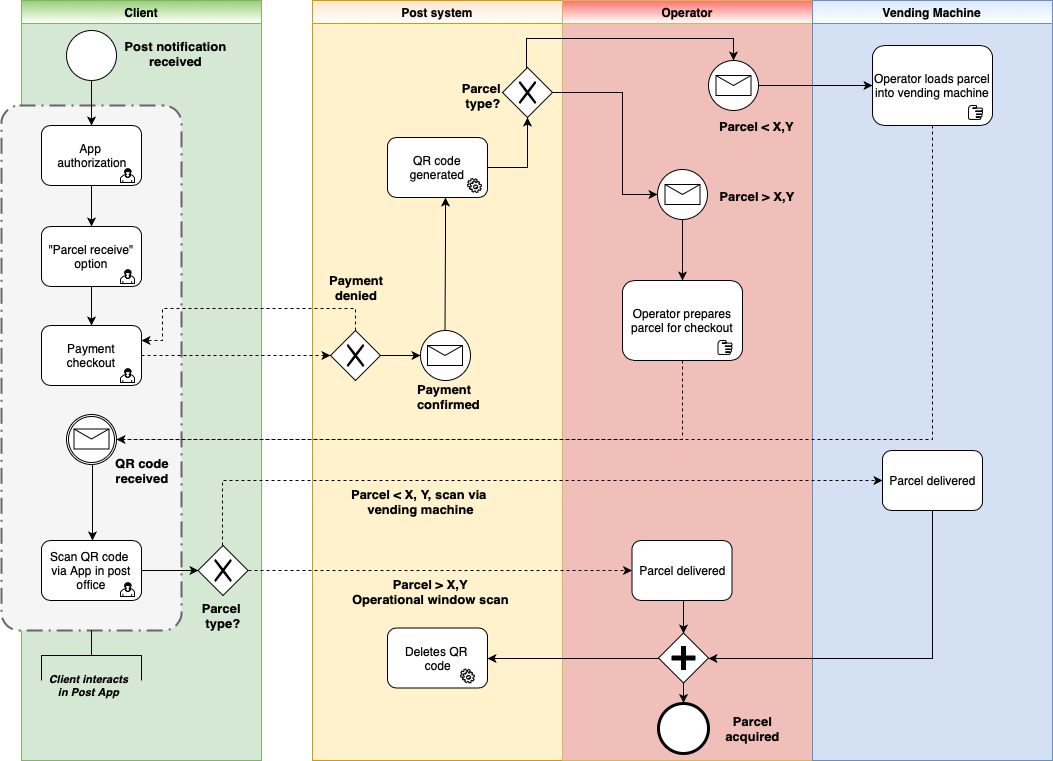 Client
Post system
Operator
Vending Machine
Post notification
received
App
authorization
"Parcel receive"
option
Payment
checkout
QR code
received
Scan QR code
via App in post
office
Parcel
type?
Client interacts
in Post App
Parcel
type?
QR code
generated
Payment
denied
Payment
confirmed
Parcel < X, Y, scan via
vending machine
Parcel > X,Y
Operational window scan
Deletes QR
code
Parcel < X,Y
Parcel > X,Y
Operator prepares
parcel for checkout
Parcel delivered
Parcel
acquired
Operator loads parcel
into vending machine
Parcel delivered